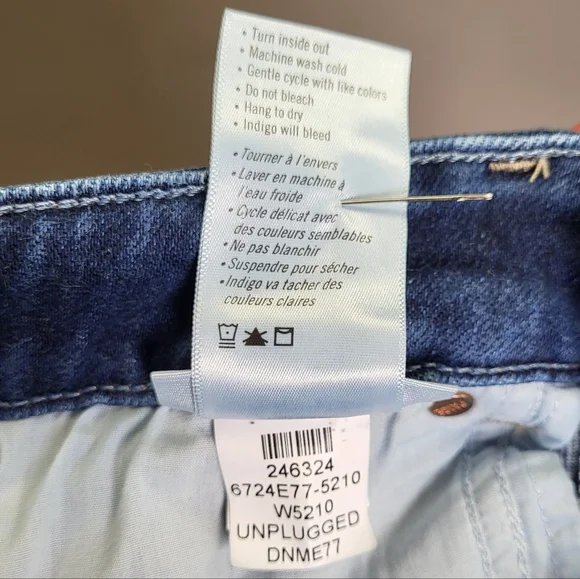 • Turn inside out
• Machine wash cold
• Gentle cycle with like colors
• Do not bleach
• Hang to dry
• Indigo will bleed
• Tourner à l'envers
• Laver en machine à
l'eau froide
• Cycle délicat avec
des couleurs semblables
• Ne pas blanchir
• Suspendre pour sécher
• Indigo va tacher des
couleurs claires
246324
6724E77-5210
W5210
UNPLUGGED
DNME77